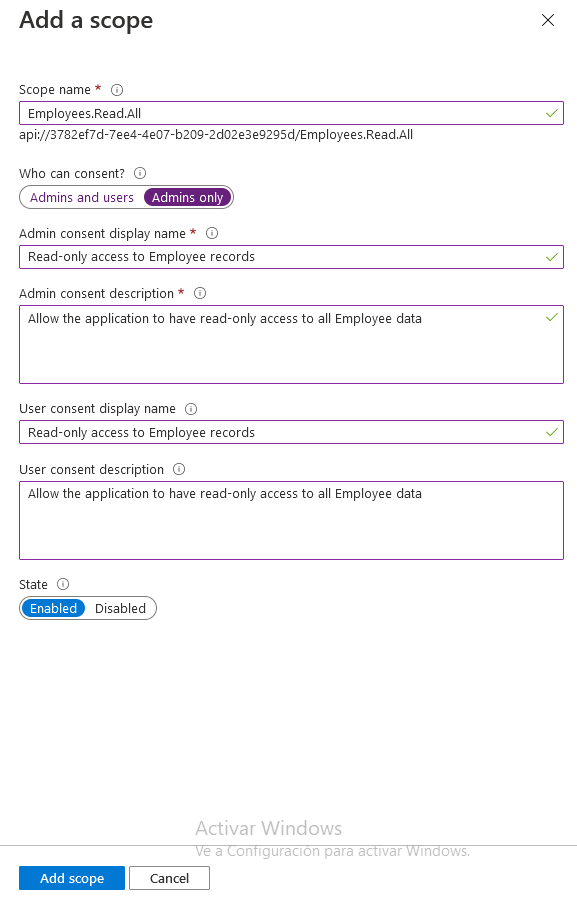 Add a scope
Scope name *
Employees.Read.All
api://3782ef7d-7ee4-4e07-b209-2d02e3e9295d/Employees.Read.All
Who can consent?
Admins and users Admins only
Admin consent display name *
Read-only access to Employee records
Admin consent description *
Allow the application to have read-only access to all Employee data
User consent display name
Read-only access to Employee records
User consent description
Allow the application to have read-only access to all Employee data
State
Enabled Disabled
Activar Windows
Ve a Configuración para activar Windows.
Add scope Cancel